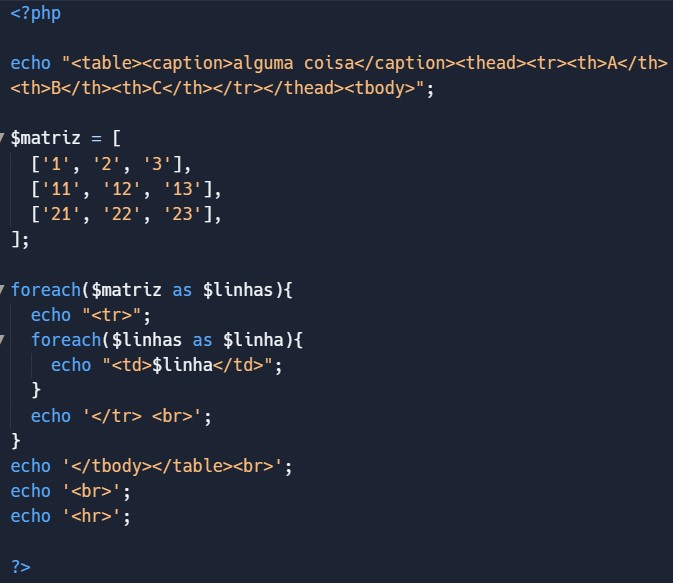 <?php
echo "<table><caption>alguma coisa</caption><thead><tr><th>A</th>
<th>B</th><th>C</th></tr></thead><tbody>";
$matriz = [
['1', '2', '3'],
['11', '12', '13'],
['21', '22', '23'],
];
foreach($matriz as $linhas){
echo "<tr>";
foreach($linhas as $linha){
echo "<td>$linha</td>";
}
echo '</tr> <br>';
}
echo '</tbody></table><br>';
echo '<br>';
echo '<hr>';
?>